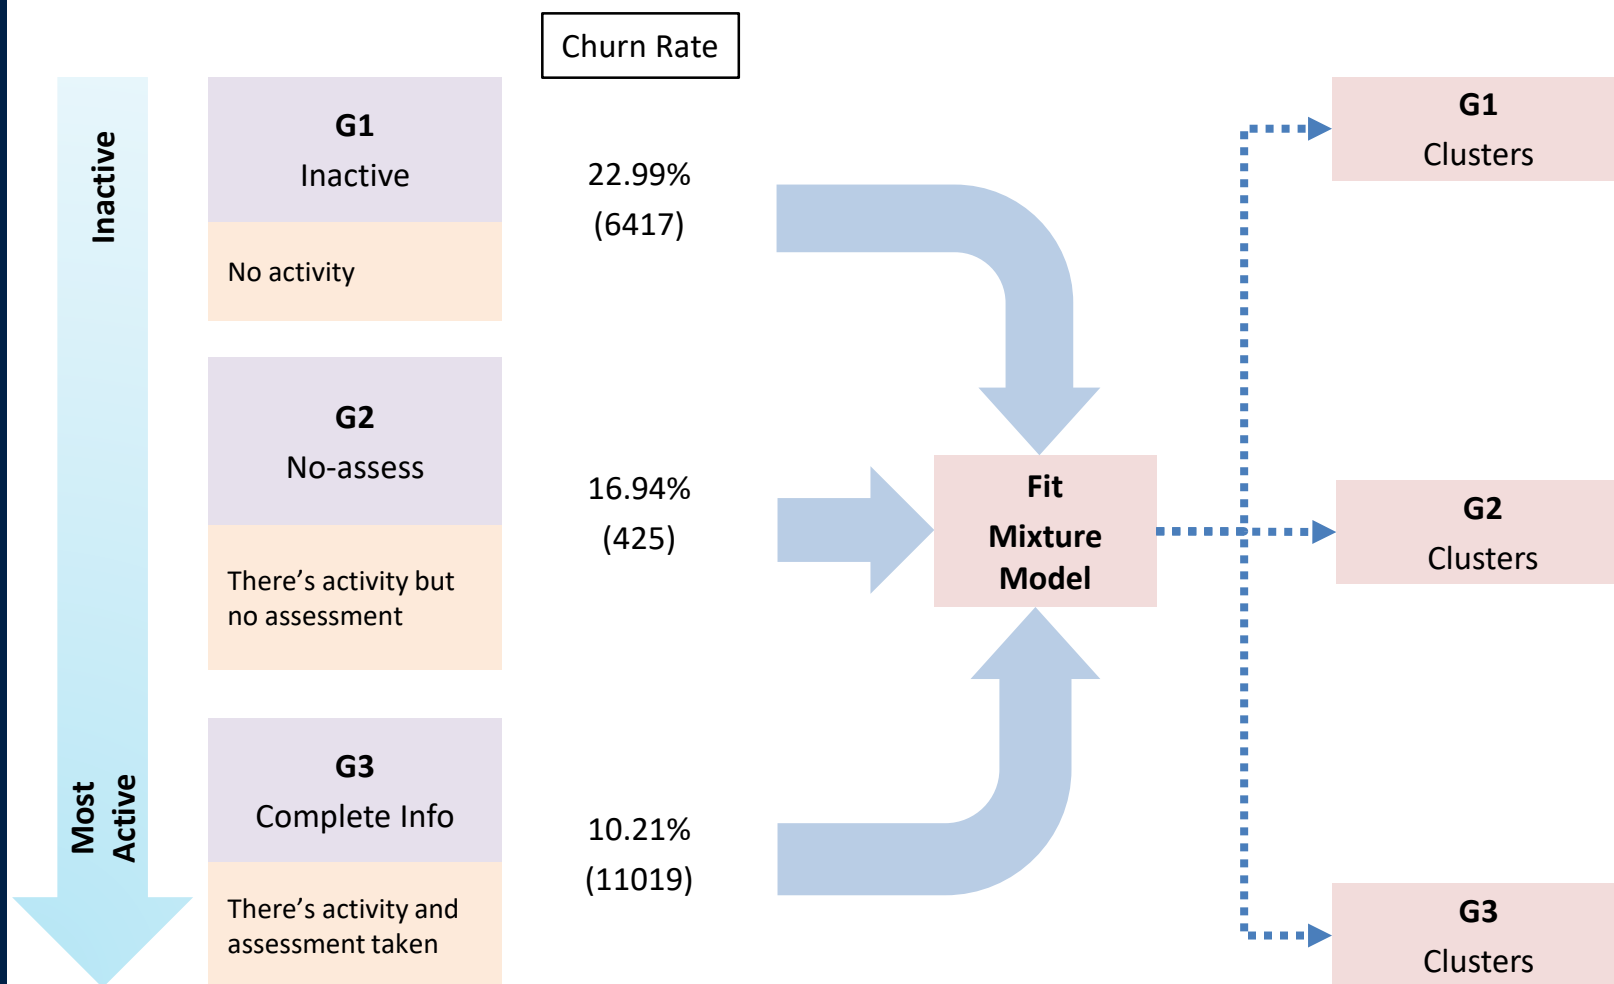 Churn Rate
Inactive
Most
Active
G1
Inactive
No activity
22.99%
(6417)
G2
No-assess
There’s activity but
no assessment
16.94%
(425)
G3
Complete Info
There’s activity and
assessment taken
10.21%
(11019)
Fit
Mixture
Model
G1
Clusters
G2
Clusters
G3
Clusters